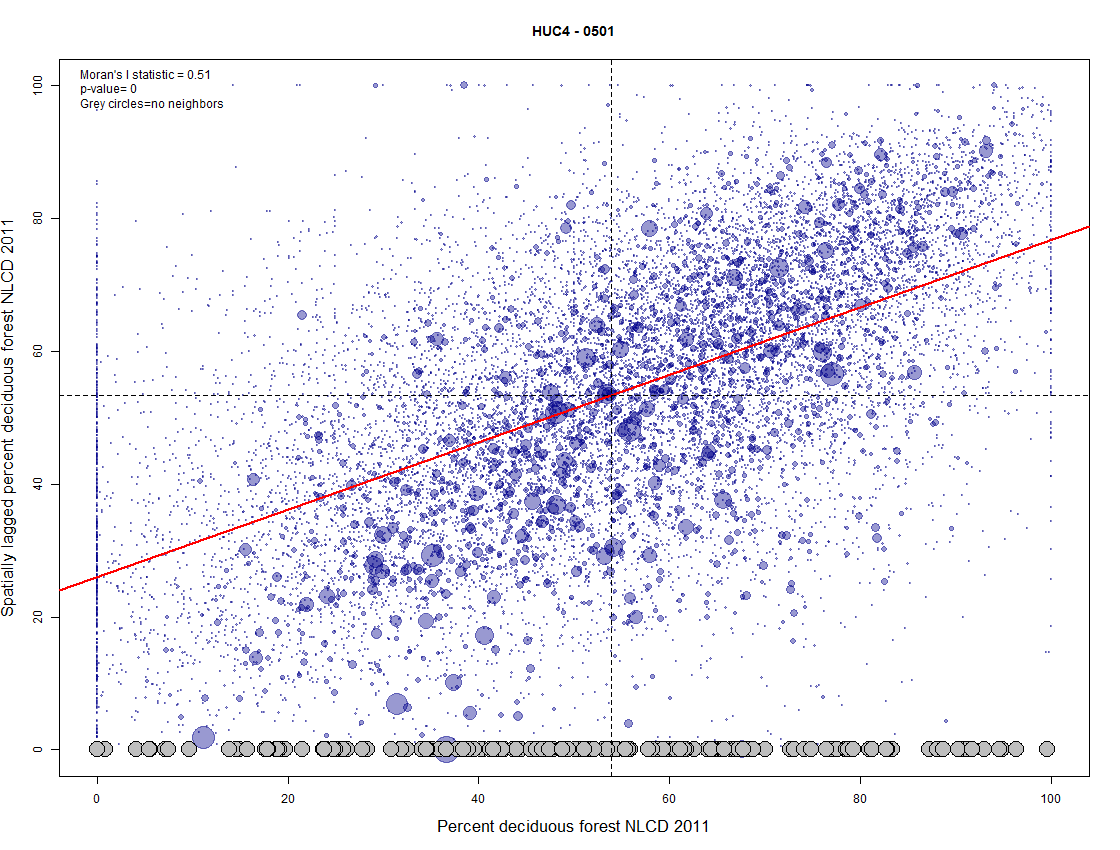 HUC4 - 0501
Moran's I statistic = 0.51
p-value= 0
Grey circles=no neighbors
Spatially lagged percent deciduous forest NLCD 2011
100
80
60
40
20
0
0 20 40 60 80 100
Percent deciduous forest NLCD 2011